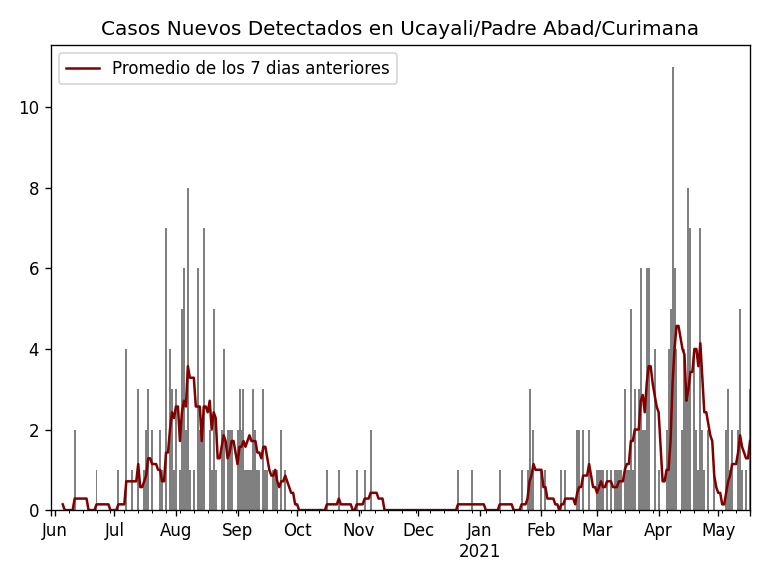 Casos Nuevos Detectados en Ucayali/Padre Abad/Curimana
Promedio de los 7 dias anteriores
10
8
6
4
2
0
Jun Jul Aug Sep Oct Nov Dec Jan Feb Mar Apr May
2021